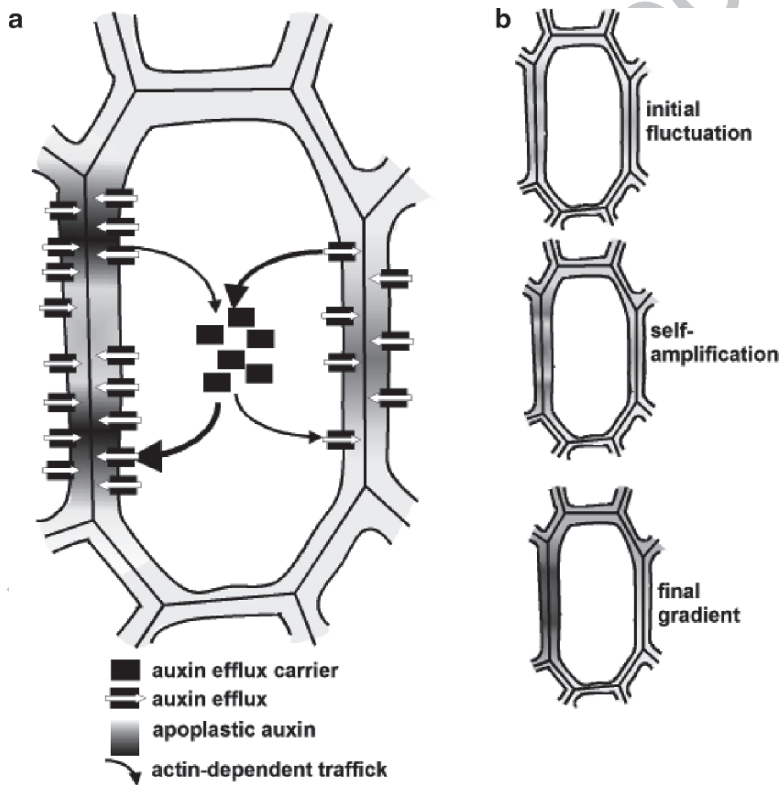 a
b
initial
fluctuation
self-
amplification
final
gradient
auxin efflux carrier
auxin efflux
apoplastic auxin
actin-dependent traffick